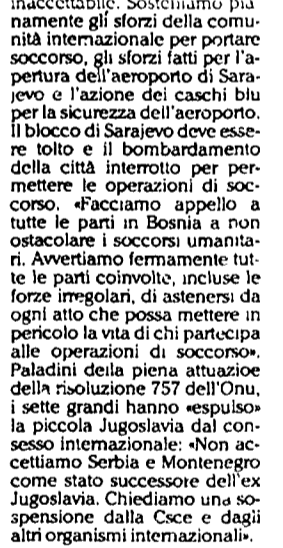 inaccettabile. Sosteniamo più
namente gli sforzi della comu-
nità internazionale per portare
soccorso, gli sforzi fatti per l'a-
pertura dell'aeroporto di Sara-
jevo e l'azione dei caschi blu
per la sicurezza dell'aeroporto.
Il blocco di Sarajevo deve esse-
re tolto e il bombardamento
della città interrotto per per-
mettere le operazioni di soc-
corso. «Facciamo appello a
tutte le parti in Bosnia a non
ostacolare i soccorsi umanita-
ri. Avvertiamo fermamente tut-
te le parti coinvolte, incluse le
forze irregolari, di astenersi da
ogni atto che possa mettere in
pericolo la vita di chi partecipa
alle operazioni di soccorso».
Paladini della piena attuazioe
della risoluzione 757 dell'Onu,
i sette grandi hanno «espulso»
la piccola Jugoslavia dal con-
sesso internazionale: «Non ac-
cettiamo Serbia e Montenegro
come stato successore dell'ex
Jugoslavia. Chiediamo una so-
spensione dalla Csce e dagli
altri organismi internazionali».